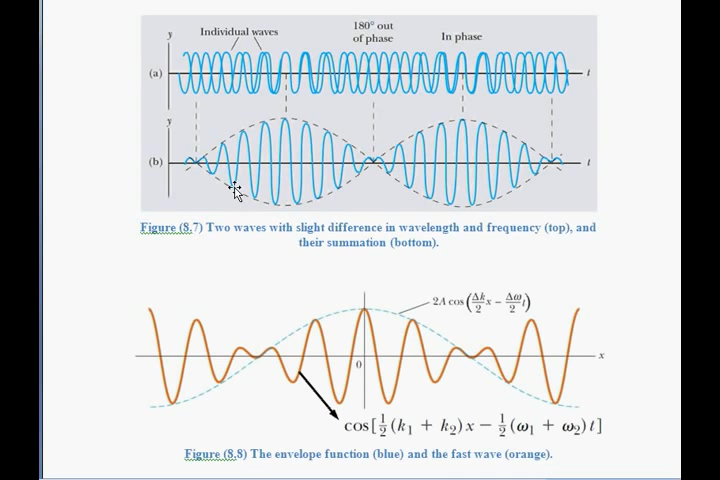 y
Individual waves
180° out
of phase
In phase
(a)
t
y
(b)
t
Figure (8.7) Two waves with slight difference in wavelength and frequency (top), and
their summation (bottom).
2A cos (Δk/2 x − Δω/2 t)
0
x
cos[½(k₁ + k₂)x − ½(ω₁ + ω₂)t]
Figure (8.8) The envelope function (blue) and the fast wave (orange).